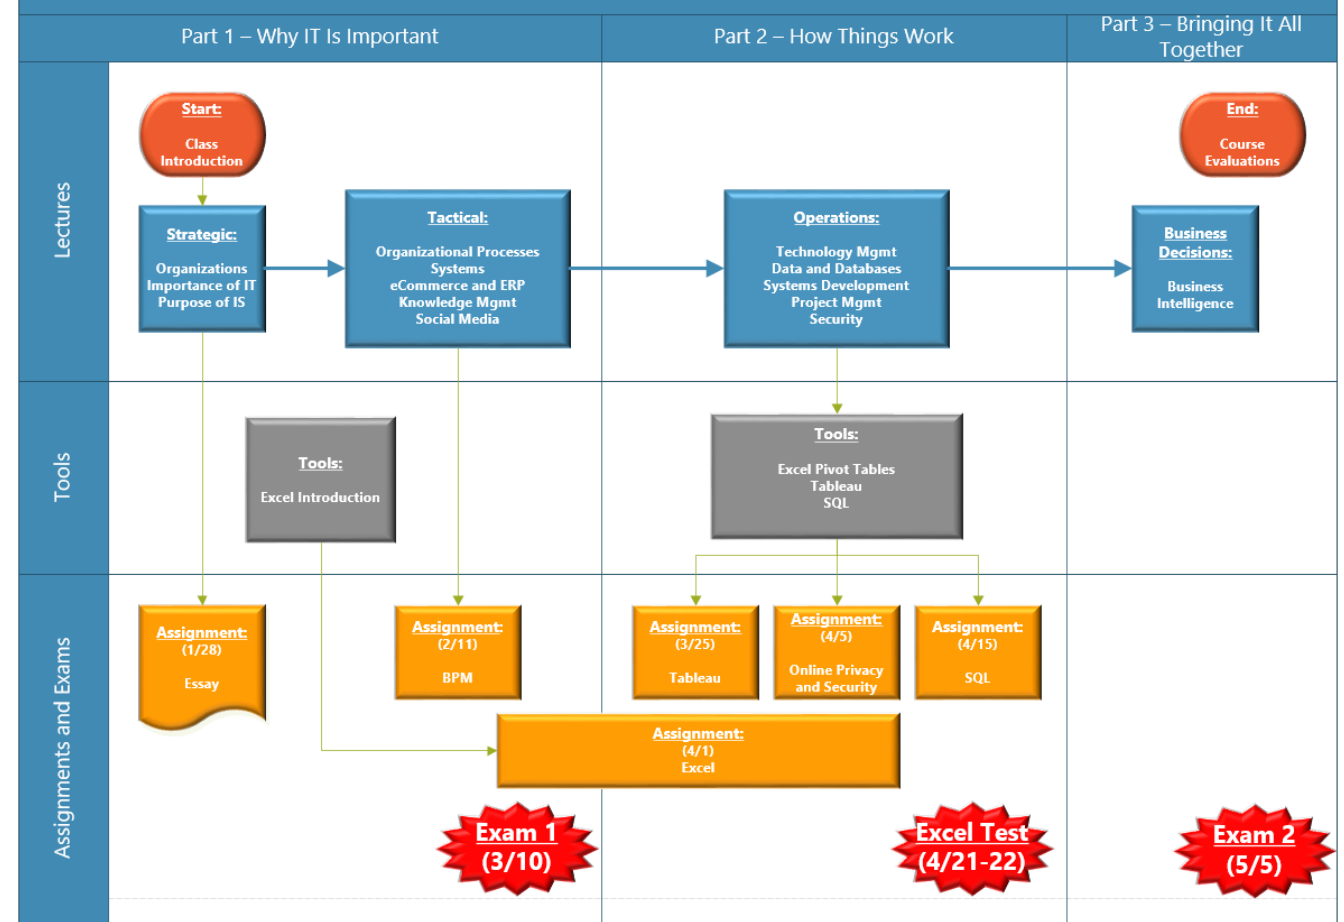 Part 1 – Why IT Is Important
Part 2 – How Things Work
Part 3 – Bringing It All
Together
Lectures
Start:
Class
Introduction
End:
Course
Evaluations
Strategic:
Organizations
Importance of IT
Purpose of IS
Tactical:
Organizational Processes
Systems
eCommerce and ERP
Knowledge Mgmt
Social Media
Operations:
Technology Mgmt
Data and Databases
Systems Development
Project Mgmt
Security
Business
Decisions:
Business
Intelligence
Tools
Tools:
Excel Introduction
Tools:
Excel Pivot Tables
Tableau
SQL
Assignments and Exams
Assignment:
(1/28)
Essay
Assignment:
(2/11)
BPM
Assignment:
(3/25)
Tableau
Assignment:
(4/5)
Online Privacy
and Security
Assignment:
(4/15)
SQL
Assignment:
(4/1)
Excel
Exam 1
(3/10)
Excel Test
(4/21-22)
Exam 2
(5/5)